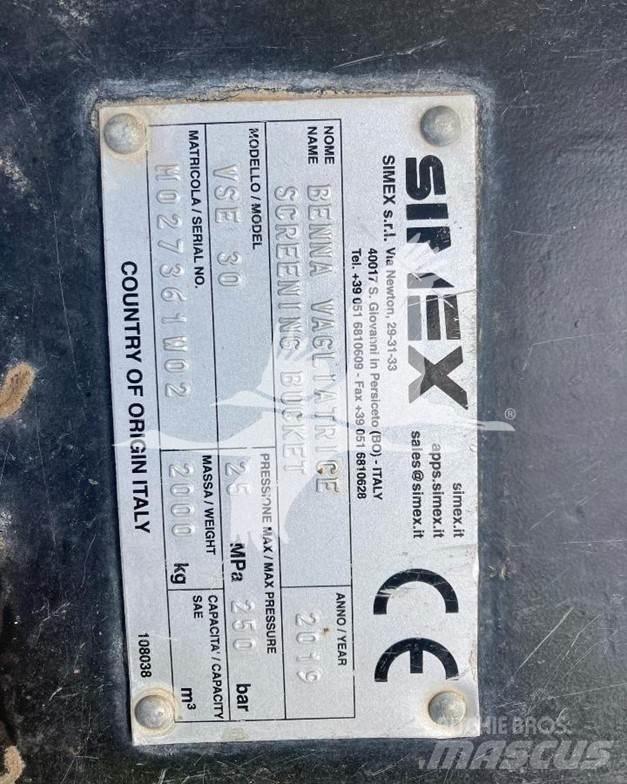 SIMEX
simex.it
apps.simex.it
sales@simex.it
SIMEX s.r.l. Via Newton, 29-31-33
40017 S. Giovanni in Persiceto (BO) - ITALY
Tel. +39 051 6810609 - Fax +39 051 6810628
CE
NOME
NAME
BENNA VAGLIATRICE
SCREENING BUCKET
ANNO / YEAR
2019
MODELLO / MODEL
VSE 30
PRESSIONE MAX / MAX PRESSURE
25 MPa 250 bar
MATRICOLA / SERIAL NO.
M027361W02
MASSA / WEIGHT
2000 kg
CAPACITA' / CAPACITY
SAE
m³
COUNTRY OF ORIGIN ITALY
108038
®
RITCHIE BROS.
MASCUS